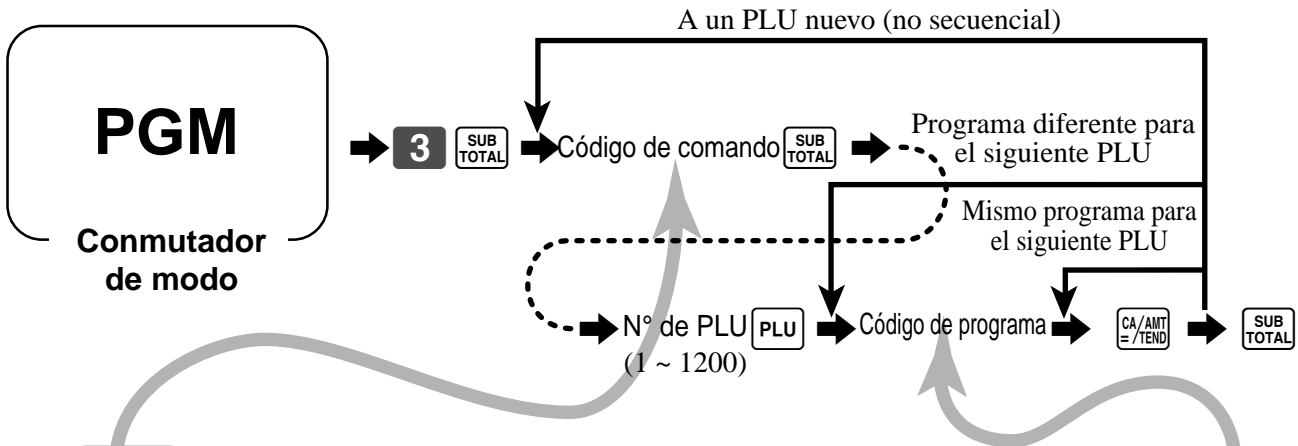 A un PLU nuevo (no secuencial)
PGM
Conmutador
de modo
3 SUB TOTAL Código de comando SUB TOTAL
Programa diferente para
el siguiente PLU
Mismo programa para
el siguiente PLU
N° de PLU PLU Código de programa CA/AMT =/TEND SUB TOTAL
(1 ~ 1200)